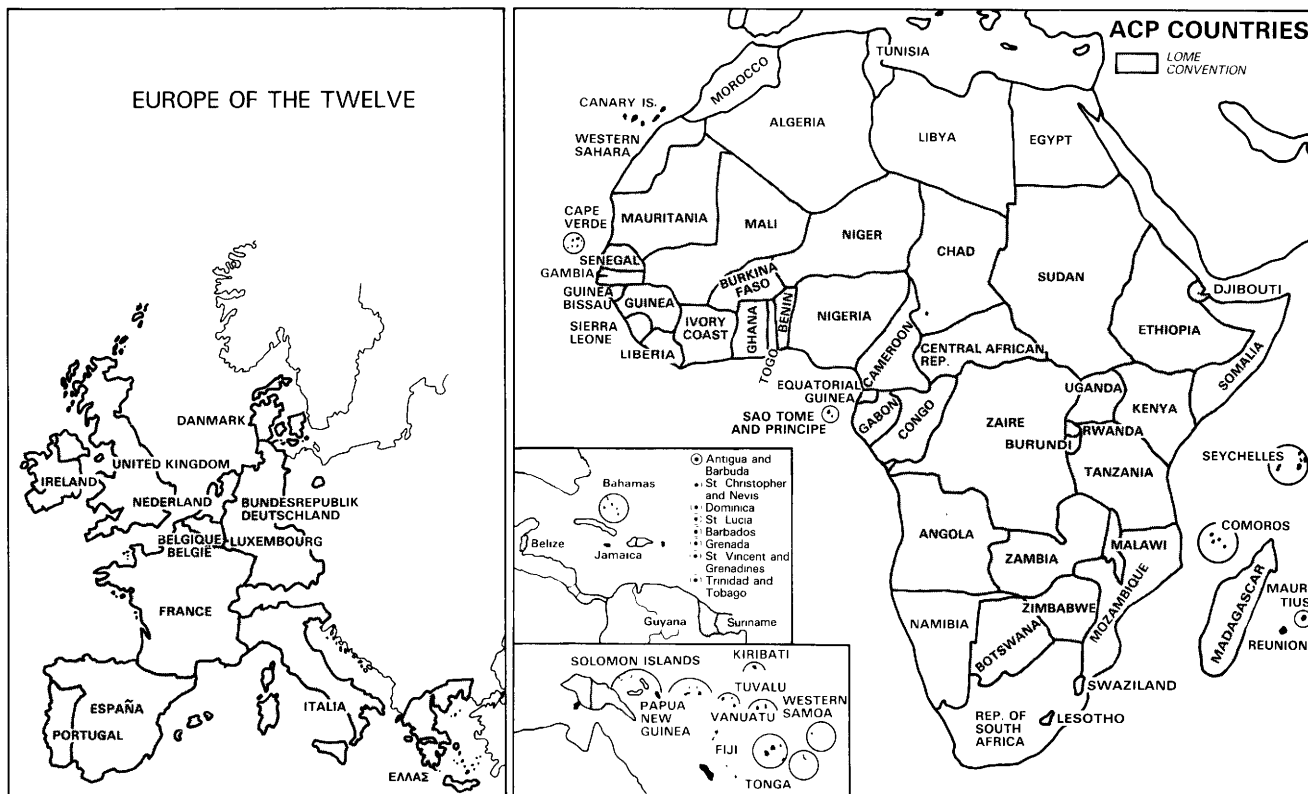 EUROPE OF THE TWELVE
DANMARK
UNITED KINGDOM
IRELAND
NEDERLAND
BUNDESREPUBLIK
DEUTSCHLAND
BELGIQUE
BELGIË
LUXEMBOURG
FRANCE
ESPAÑA
PORTUGAL
ITALIA
ΕΛΛΑΣ
ACP COUNTRIES
LOME
CONVENTION
TUNISIA
MOROCCO
CANARY IS.
ALGERIA
LIBYA
EGYPT
WESTERN
SAHARA
CAPE
VERDE
MAURITANIA
MALI
NIGER
CHAD
SUDAN
SENEGAL
GAMBIA
GUINEA
BISSAU
GUINEA
SIERRA
LEONE
LIBERIA
IVORY
COAST
BURKINA
FASO
GHANA
TOGO
BENIN
NIGERIA
CAMEROON
CENTRAL AFRICAN
REP.
DJIBOUTI
ETHIOPIA
SOMALIA
EQUATORIAL
GUINEA
SAO TOME
AND PRINCIPE
GABON
CONGO
ZAIRE
UGANDA
KENYA
RWANDA
BURUNDI
TANZANIA
SEYCHELLES
COMOROS
ANGOLA
ZAMBIA
MALAWI
MOZAMBIQUE
MADAGASCAR
MAURI
TIUS
REUNION
NAMIBIA
BOTSWANA
ZIMBABWE
SWAZILAND
LESOTHO
REP. OF
SOUTH
AFRICA
Bahamas
Belize
Jamaica
Guyana
Suriname
Antigua and
Barbuda
St Christopher
and Nevis
Dominica
St Lucia
Barbados
Grenada
St Vincent and
Grenadines
Trinidad and
Tobago
SOLOMON ISLANDS
KIRIBATI
TUVALU
PAPUA
NEW
GUINEA
VANUATU
WESTERN
SAMOA
FIJI
TONGA